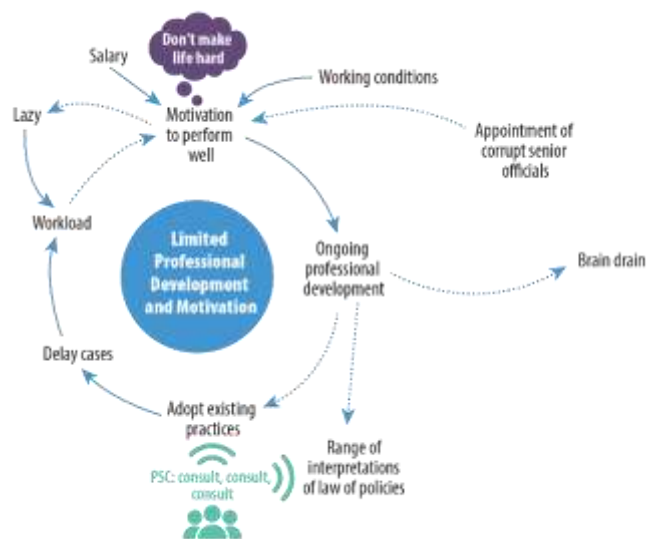 Don't make
life hard
Salary
Working conditions
Lazy
Motivation
to perform
well
Appointment of
corrupt senior
officials
Workload
Limited
Professional
Development
and Motivation
Ongoing
professional
development
Brain drain
Delay cases
Adopt existing
practices
PSC: consult, consult,
consult
Range of
interpretations
of law of policies